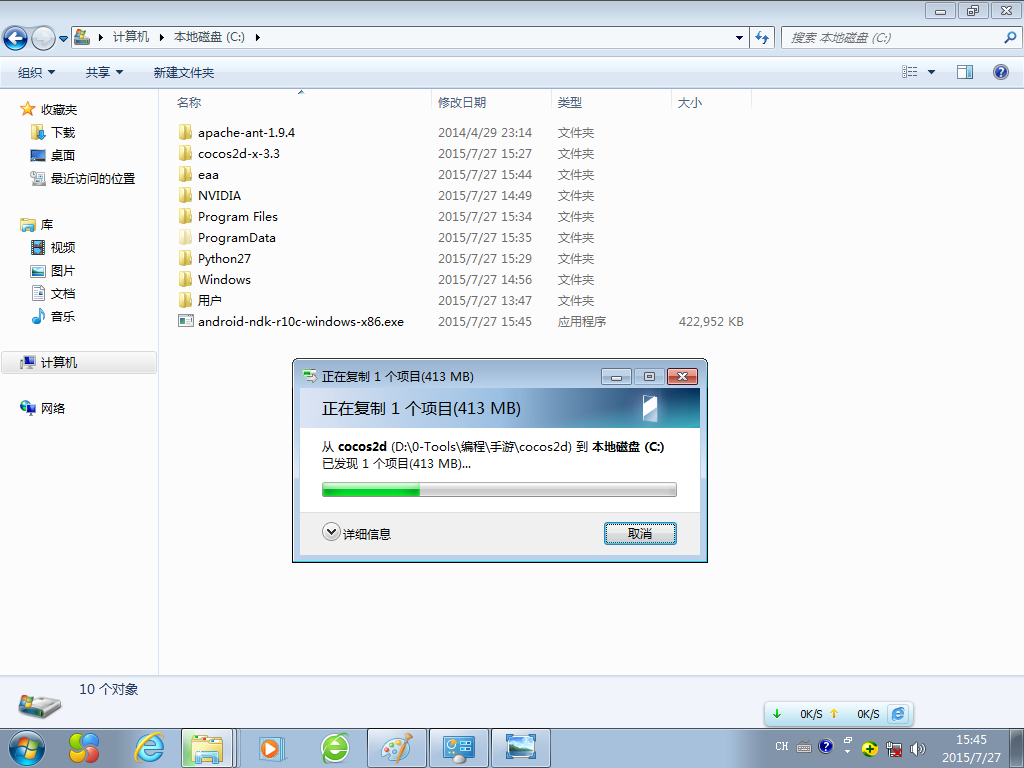 计算机 本地磁盘 (C:)
搜索 本地磁盘 (C:)
组织 共享 新建文件夹
名称 修改日期 类型 大小
收藏夹
下载
桌面
最近访问的位置
库
视频
图片
文档
音乐
计算机
网络
apache-ant-1.9.4 2014/4/29 23:14 文件夹
cocos2d-x-3.3 2015/7/27 15:27 文件夹
eaa 2015/7/27 15:44 文件夹
NVIDIA 2015/7/27 14:49 文件夹
Program Files 2015/7/27 15:34 文件夹
ProgramData 2015/7/27 15:35 文件夹
Python27 2015/7/27 15:29 文件夹
Windows 2015/7/27 14:56 文件夹
用户 2015/7/27 13:47 文件夹
android-ndk-r10c-windows-x86.exe 2015/7/27 15:45 应用程序 422,952 KB
正在复制 1 个项目(413 MB)
正在复制 1 个项目(413 MB)
从 cocos2d (D:\0-Tools\编程\手游\cocos2d) 到 本地磁盘 (C:)
已发现 1 个项目(413 MB)...
详细信息 取消
10 个对象
0K/S 0K/S
CH 15:45
2015/7/27